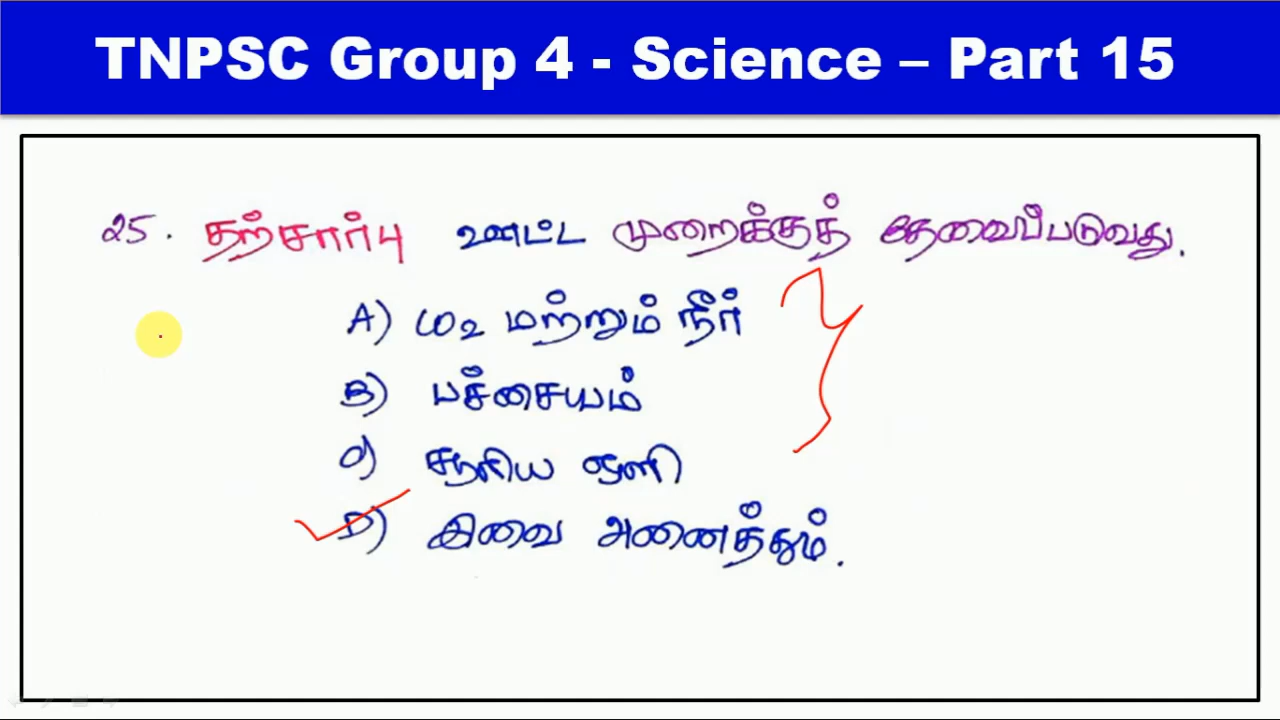 TNPSC Group 4 - Science – Part 15
25. தற்சார்பு ஊட்ட முறைக்குத் தேவைப்படுவது.
A) CO2 மற்றும் நீர்
B) பச்சையம்
C) சூரிய ஒளி
D) இவை அனைத்தும்.